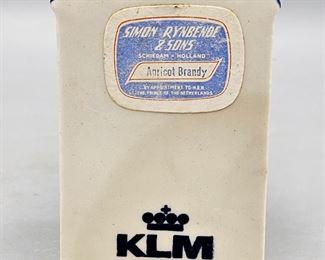 SIMON RYNBENDE
& SONS
SCHIEDAM - HOLLAND
Apricot Brandy
BY APPOINTMENT TO H.R.H.
THE PRINCE OF THE NETHERLANDS
KLM